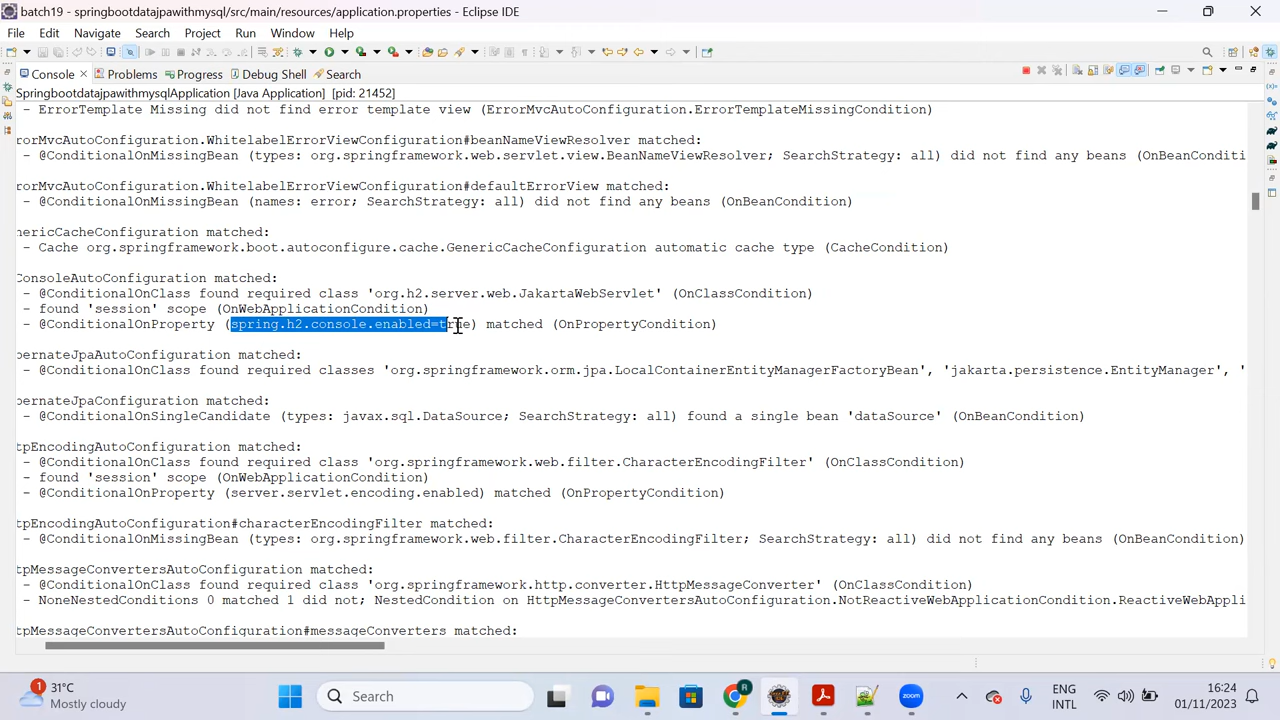 batch19 - springbootdatajpawithmysql/src/main/resources/application.properties - Eclipse IDE
File Edit Navigate Search Project Run Window Help
Console Problems Progress Debug Shell Search
SpringbootdatajpawithmysqlApplication [Java Application] [pid: 21452]
- ErrorTemplate Missing did not find error template view (ErrorMvcAutoConfiguration.ErrorTemplateMissingCondition)
rorMvcAutoConfiguration.WhitelabelErrorViewConfiguration#beanNameViewResolver matched:
- @ConditionalOnMissingBean (types: org.springframework.web.servlet.view.BeanNameViewResolver; SearchStrategy: all) did not find any beans (OnBeanConditi
rorMvcAutoConfiguration.WhitelabelErrorViewConfiguration#defaultErrorView matched:
- @ConditionalOnMissingBean (names: error; SearchStrategy: all) did not find any beans (OnBeanCondition)
nericCacheConfiguration matched:
- Cache org.springframework.boot.autoconfigure.cache.GenericCacheConfiguration automatic cache type (CacheCondition)
ConsoleAutoConfiguration matched:
- @ConditionalOnClass found required class 'org.h2.server.web.JakartaWebServlet' (OnClassCondition)
- found 'session' scope (OnWebApplicationCondition)
- @ConditionalOnProperty (spring.h2.console.enabled=true) matched (OnPropertyCondition)
bernateJpaAutoConfiguration matched:
- @ConditionalOnClass found required classes 'org.springframework.orm.jpa.LocalContainerEntityManagerFactoryBean', 'jakarta.persistence.EntityManager', '
bernateJpaConfiguration matched:
- @ConditionalOnSingleCandidate (types: javax.sql.DataSource; SearchStrategy: all) found a single bean 'dataSource' (OnBeanCondition)
tpEncodingAutoConfiguration matched:
- @ConditionalOnClass found required class 'org.springframework.web.filter.CharacterEncodingFilter' (OnClassCondition)
- found 'session' scope (OnWebApplicationCondition)
- @ConditionalOnProperty (server.servlet.encoding.enabled) matched (OnPropertyCondition)
tpEncodingAutoConfiguration#characterEncodingFilter matched:
- @ConditionalOnMissingBean (types: org.springframework.web.filter.CharacterEncodingFilter; SearchStrategy: all) did not find any beans (OnBeanCondition)
tpMessageConvertersAutoConfiguration matched:
- @ConditionalOnClass found required class 'org.springframework.http.converter.HttpMessageConverter' (OnClassCondition)
- NoneNestedConditions 0 matched 1 did not; NestedCondition on HttpMessageConvertersAutoConfiguration.NotReactiveWebApplicationCondition.ReactiveWebAppli
tpMessageConvertersAutoConfiguration#messageConverters matched:
1
31°C
Mostly cloudy
Search
R
zoom
ENG
INTL
16:24
01/11/2023